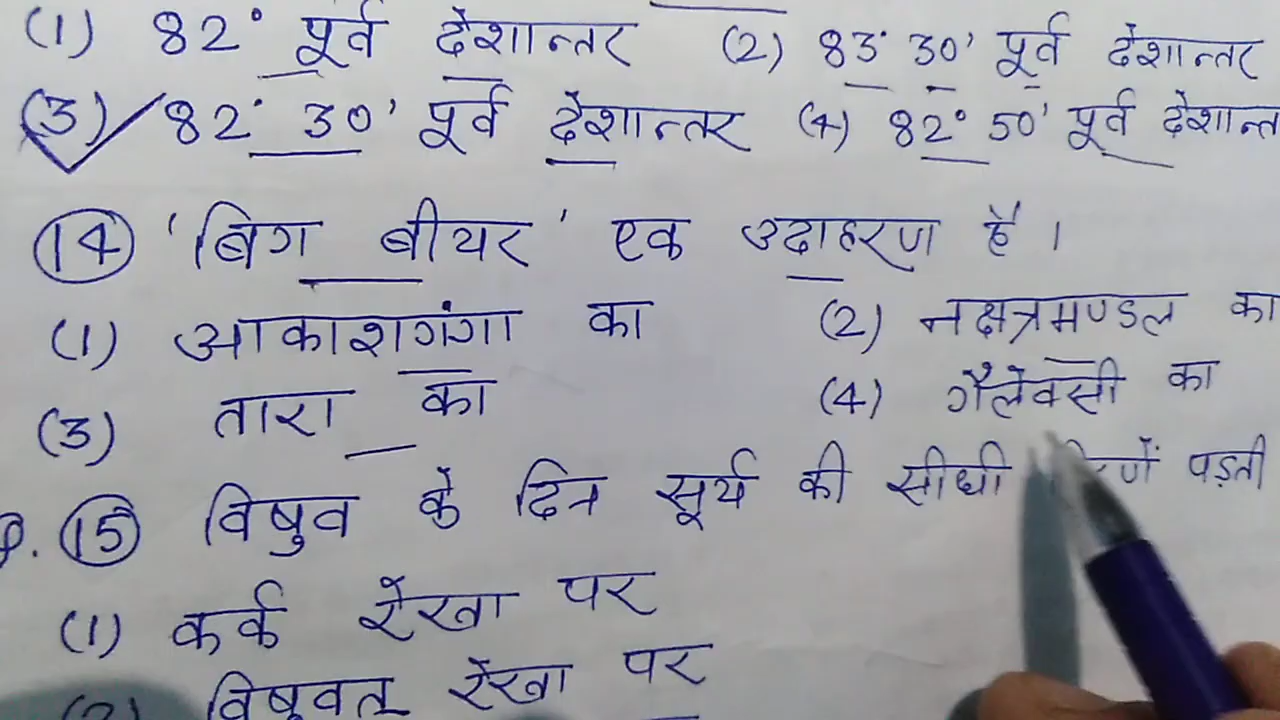 (1) 82° पूर्व देशान्तर (2) 83° 30' पूर्व देशान्तर
(3) 82° 30' पूर्व देशान्तर (4) 82° 50' पूर्व देशान्त
(14) 'बिग बीयर' एक उदाहरण है।
(1) आकाशगंगा का (2) नक्षत्रमण्डल का
(3) तारा का (4) गैलेक्सी का
(15) विषुव के दिन सूर्य की सीधी पड़ती
(1) कर्क रेखा पर
(2) विषुवत् रेखा पर